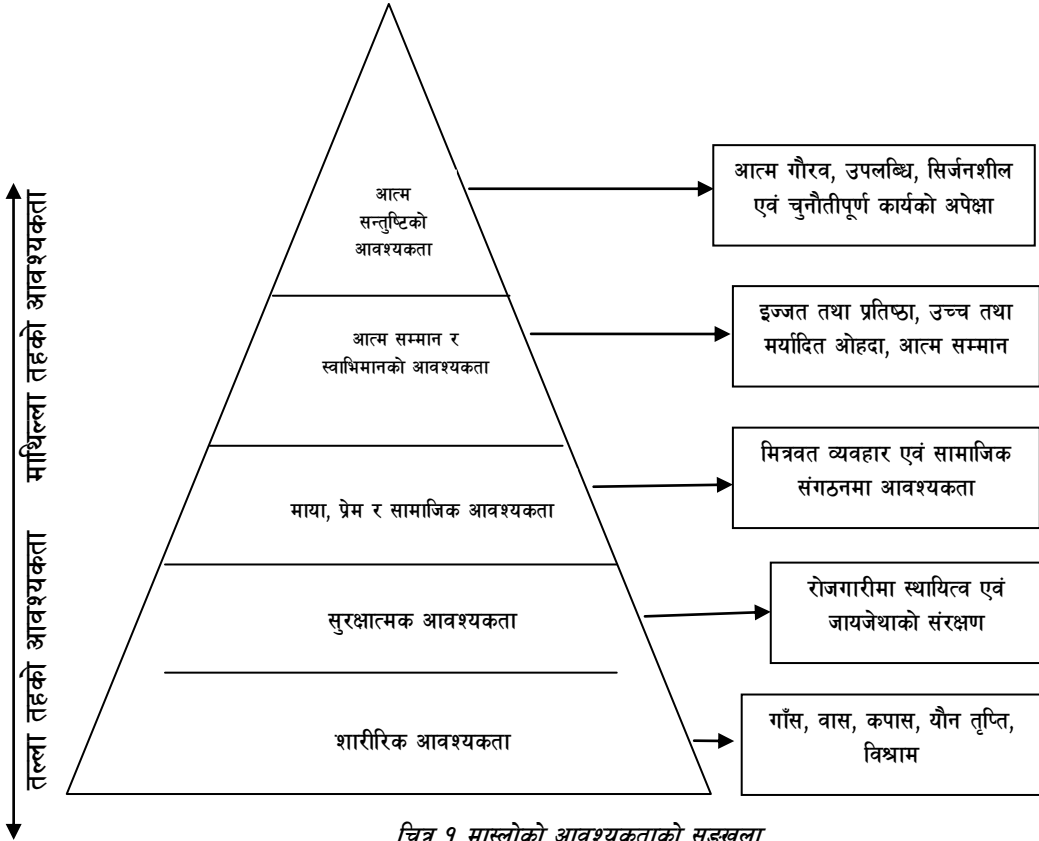 आत्म
सन्तुष्टिको
आवश्यकता
आत्म गौरव, उपलब्धि, सिर्जनशील
एवं चुनौतीपूर्ण कार्यको अपेक्षा
आत्म सम्मान र
स्वाभिमानको आवश्यकता
इज्जत तथा प्रतिष्ठा, उच्च तथा
मर्यादित ओहदा, आत्म सम्मान
माया, प्रेम र सामाजिक आवश्यकता
मित्रवत व्यवहार एवं सामाजिक
संगठनमा आवश्यकता
सुरक्षात्मक आवश्यकता
रोजगारीमा स्थायित्व एवं
जायजेथाको संरक्षण
शारीरिक आवश्यकता
गाँस, वास, कपास, यौन तृप्ति,
विश्राम
तल्ला तहको आवश्यकता माथिल्ला तहको आवश्यकता
चित्र १ मास्लोको आवश्यकताको सङ्खला